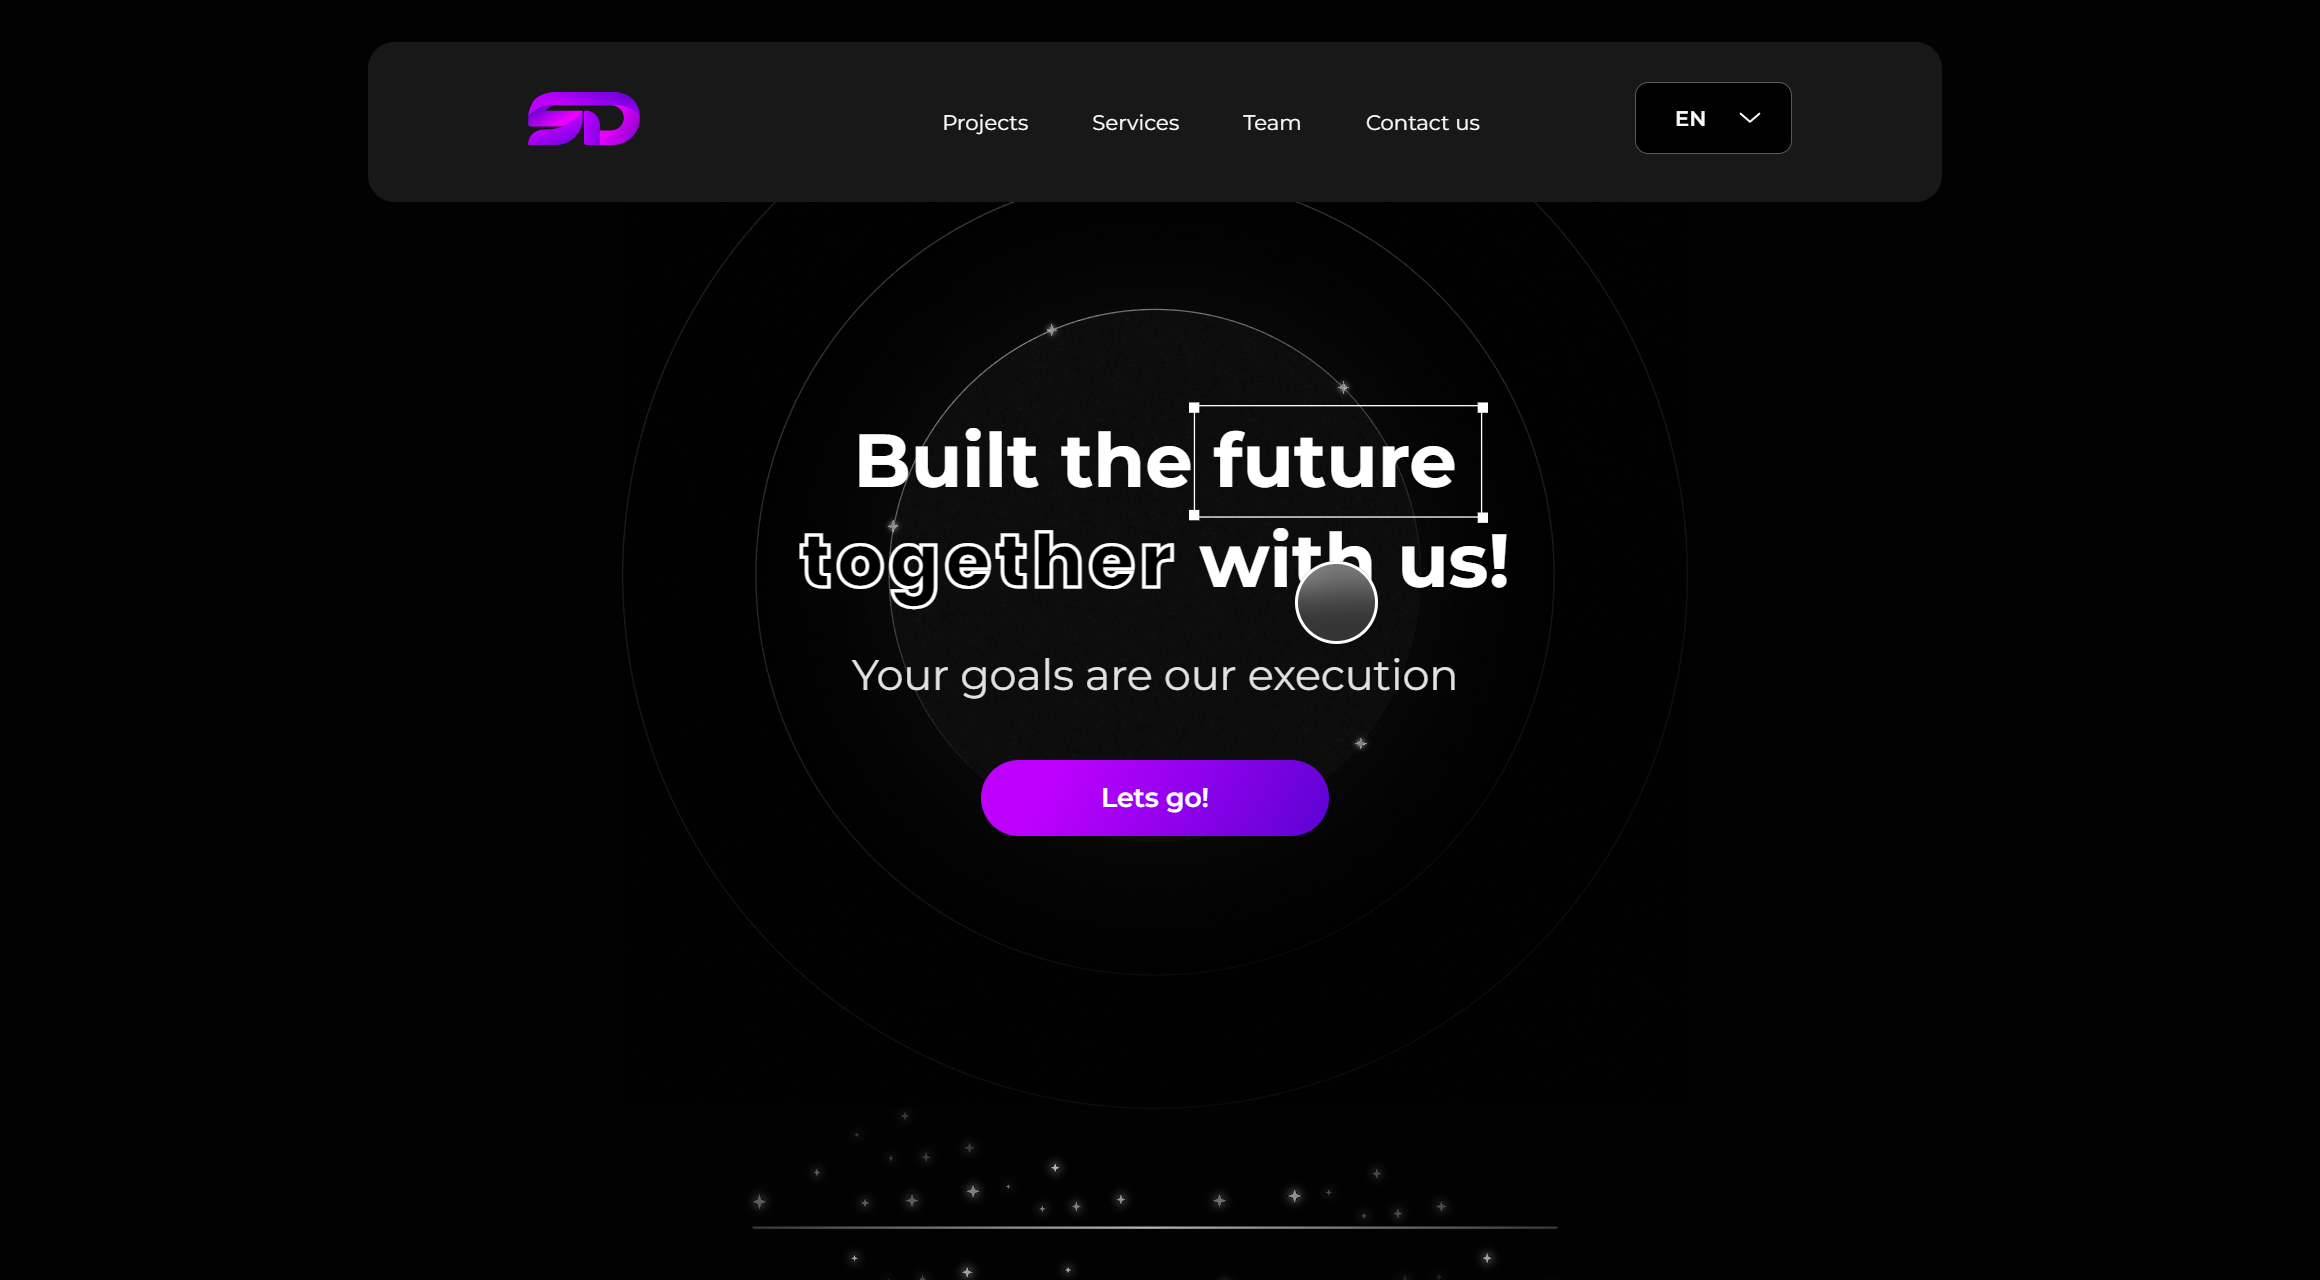 SD
Projects Services Team Contact us EN
Built the future
together with us!
Your goals are our execution
Lets go!